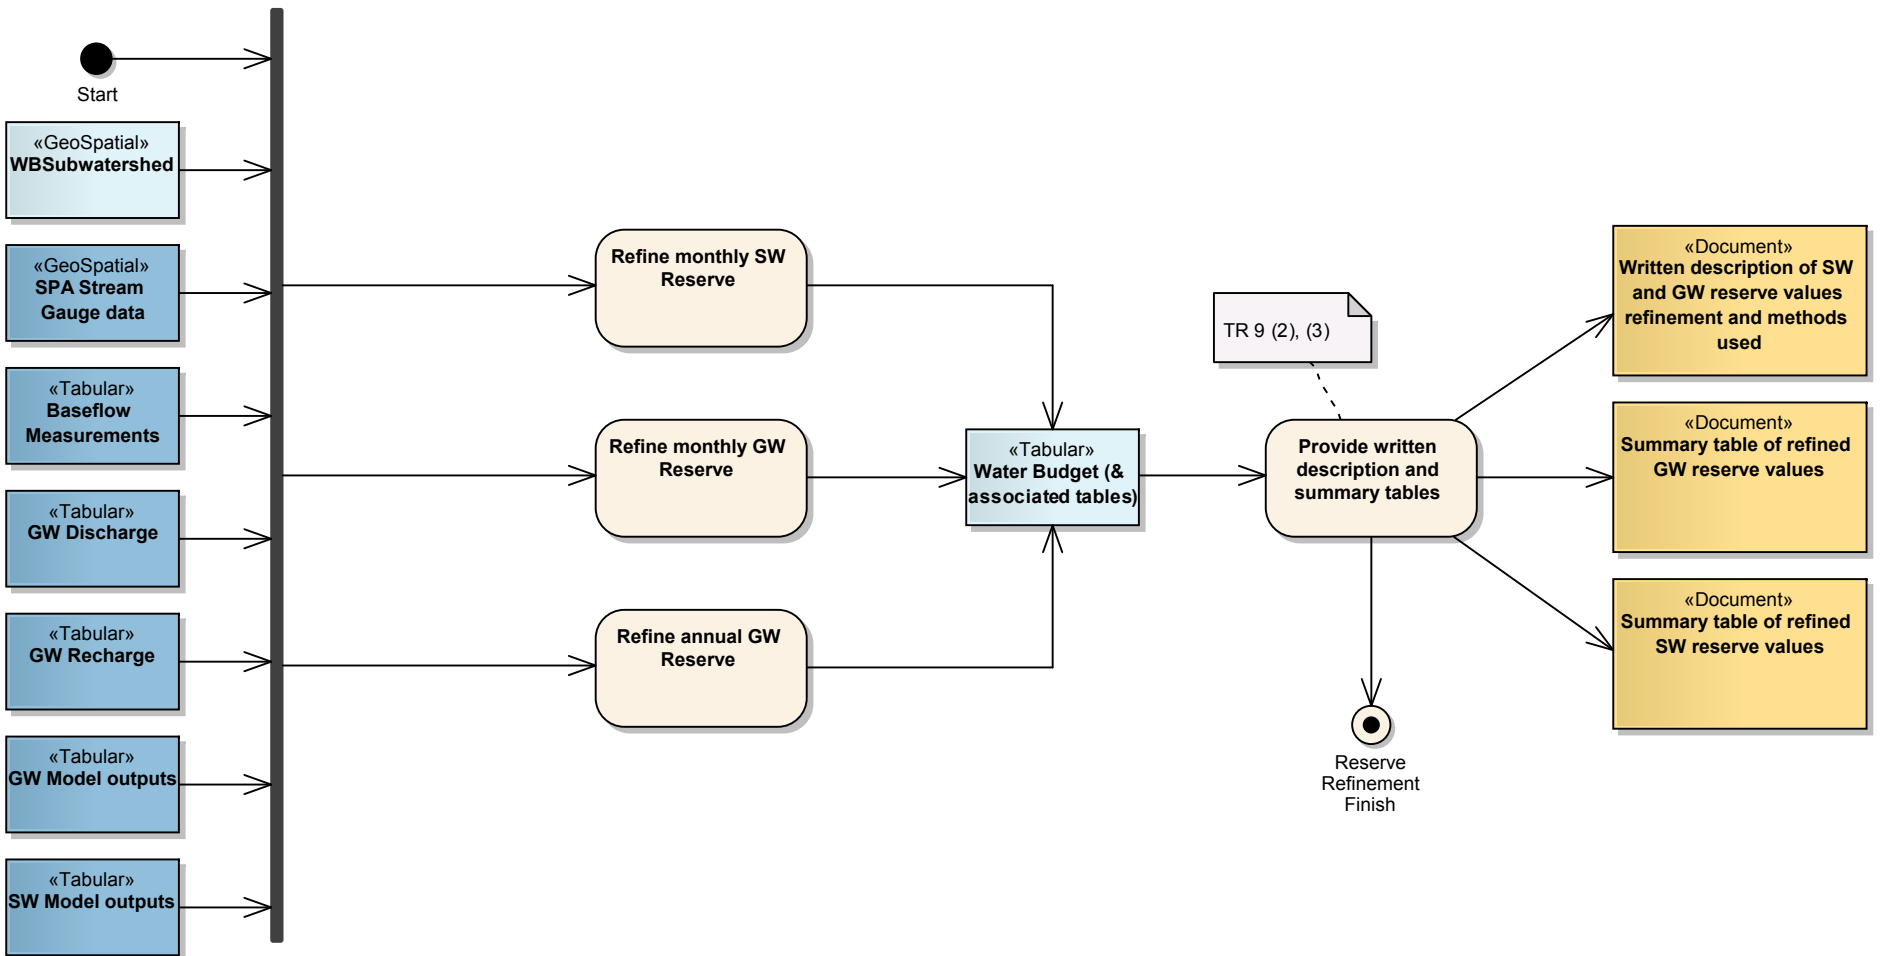 Start
«GeoSpatial»
WBSubwatershed
«GeoSpatial»
SPA Stream
Gauge data
«Tabular»
Baseflow
Measurements
«Tabular»
GW Discharge
«Tabular»
GW Recharge
«Tabular»
GW Model outputs
«Tabular»
SW Model outputs
Refine monthly SW
Reserve
Refine monthly GW
Reserve
Refine annual GW
Reserve
«Tabular»
Water Budget (&
associated tables)
TR 9 (2), (3)
Provide written
description and
summary tables
Reserve
Refinement
Finish
«Document»
Written description of SW
and GW reserve values
refinement and methods
used
«Document»
Summary table of refined
GW reserve values
«Document»
Summary table of refined
SW reserve values